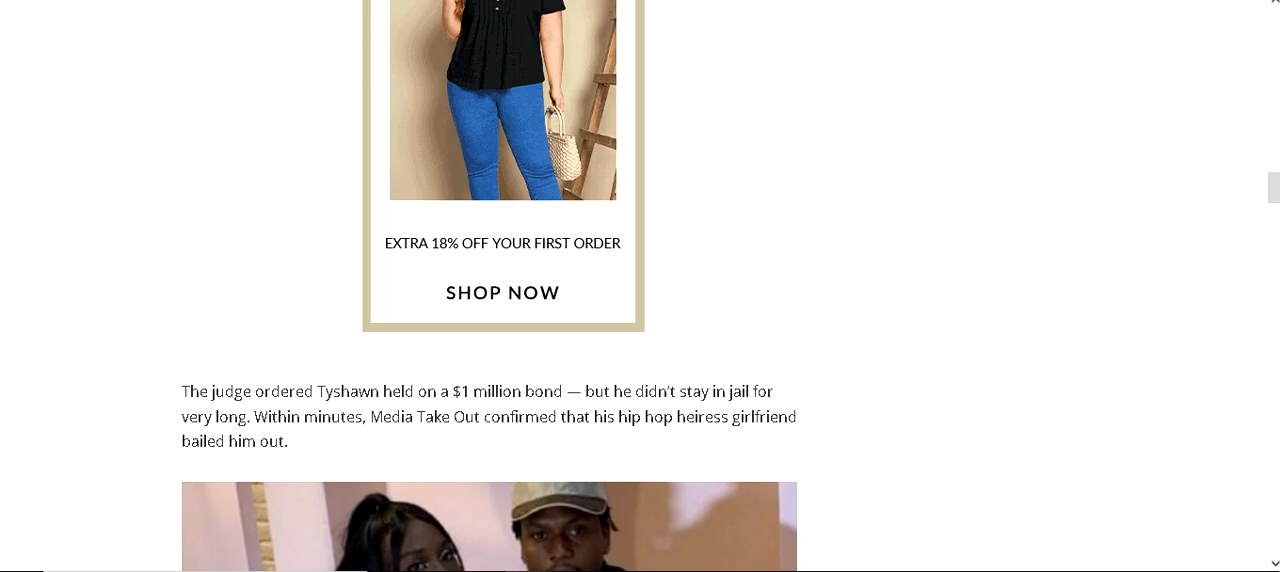 EXTRA 18% OFF YOUR FIRST ORDER
SHOP NOW
The judge ordered Tyshawn held on a $1 million bond — but he didn’t stay in jail for
very long. Within minutes, Media Take Out confirmed that his hip hop heiress girlfriend
bailed him out.